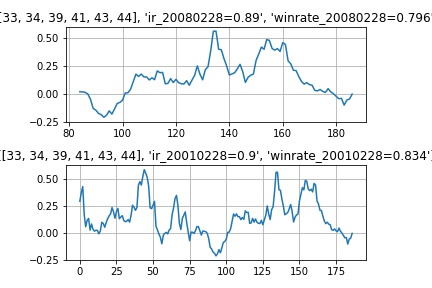 [33, 34, 39, 41, 43, 44], 'ir_20080228=0.89', 'winrate_20080228=0.796'
0.50
0.25
0.00
−0.25
80 100 120 140 160 180
[[33, 34, 39, 41, 43, 44], 'ir_20010228=0.9', 'winrate_20010228=0.834']
0.50
0.25
0.00
−0.25
0 25 50 75 100 125 150 175